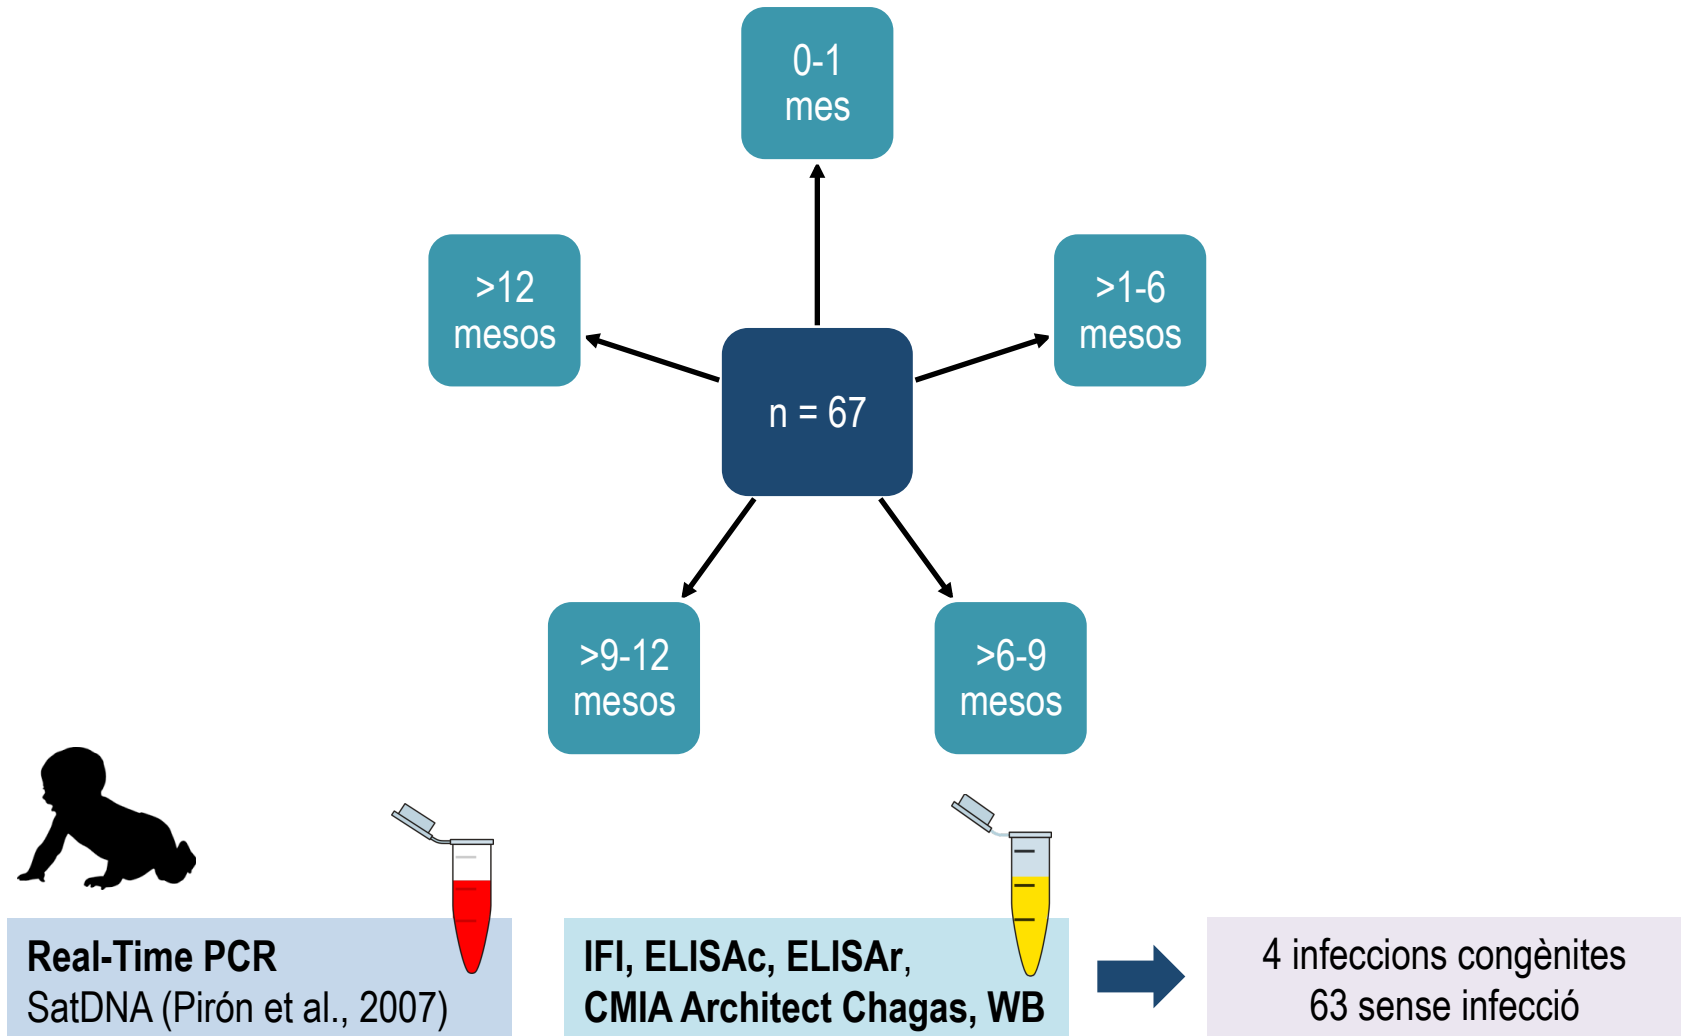 0-1
mes
>12
mesos
>1-6
mesos
n = 67
>9-12
mesos
>6-9
mesos
Real-Time PCR
SatDNA (Pirón et al., 2007)
IFI, ELISAc, ELISAr,
CMIA Architect Chagas, WB
4 infeccions congènites
63 sense infecció